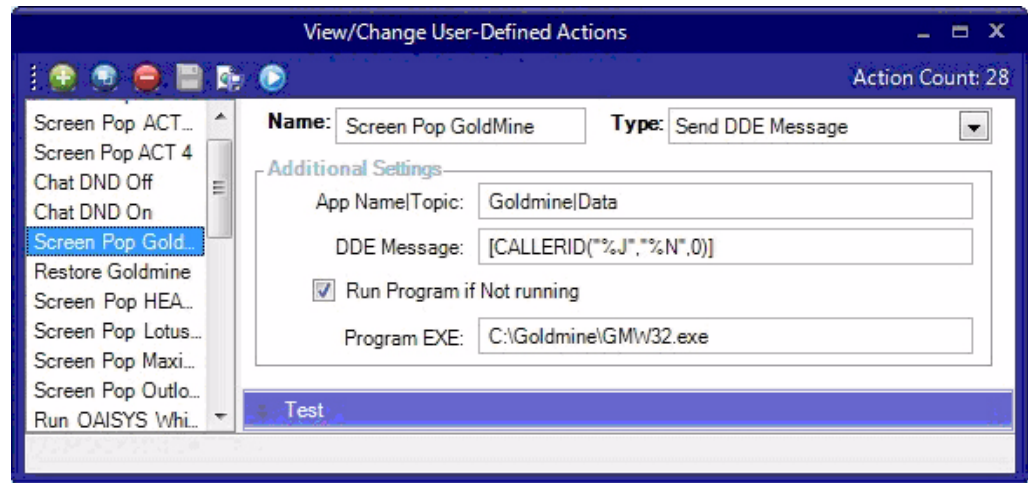 View/Change User-Defined Actions
Action Count: 28
Screen Pop ACT...
Screen Pop ACT 4
Chat DND Off
Chat DND On
Screen Pop Gold...
Restore Goldmine
Screen Pop HEA...
Screen Pop Lotus...
Screen Pop Maxi...
Screen Pop Outlo...
Run OAISYS Whi...
Name: Screen Pop GoldMine Type: Send DDE Message
Additional Settings
App Name|Topic: Goldmine|Data
DDE Message: [CALLERID("%J","%N",0)]
Run Program if Not running
Program EXE: C:\Goldmine\GMW32.exe
Test